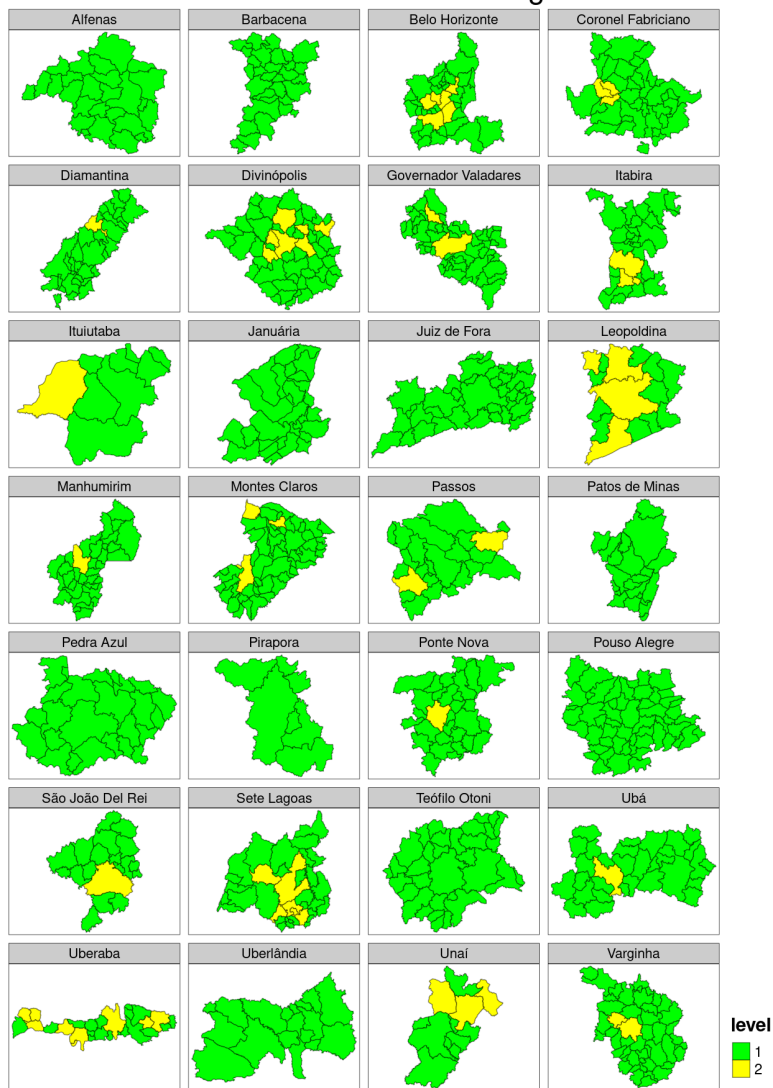 Alfenas
Barbacena
Belo Horizonte
Coronel Fabriciano
Diamantina
Divinópolis
Governador Valadares
Itabira
Ituiutaba
Januária
Juiz de Fora
Leopoldina
Manhumirim
Montes Claros
Passos
Patos de Minas
Pedra Azul
Pirapora
Ponte Nova
Pouso Alegre
São João Del Rei
Sete Lagoas
Teófilo Otoni
Ubá
Uberaba
Uberlândia
Unaí
Varginha
level
1
2